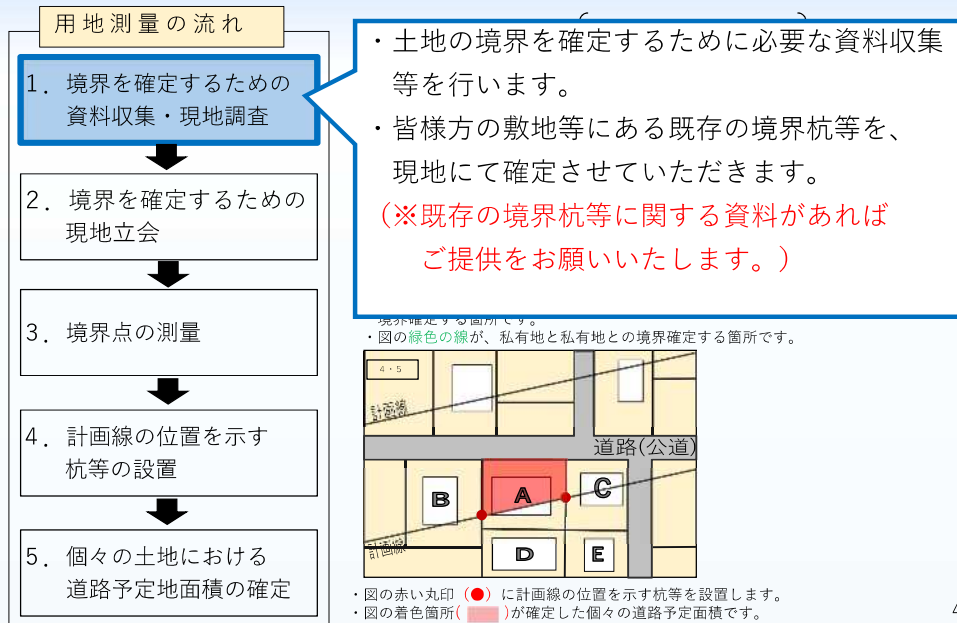 用地測量の流れ
1．境界を確定するための
資料収集・現地調査
2．境界を確定するための
現地立会
3．境界点の測量
4．計画線の位置を示す
杭等の設置
5．個々の土地における
道路予定地面積の確定
・土地の境界を確定するために必要な資料収集
等を行います。
・皆様方の敷地等にある既存の境界杭等を、
現地にて確定させていただきます。
(※既存の境界杭等に関する資料があれば
ご提供をお願いいたします。)
境界確定する箇所です。
・図の緑色の線が、私有地と私有地との境界確定する箇所です。
4・5
計画線
道路(公道)
B
A
C
計画線
D
E
・図の赤い丸印（●）に計画線の位置を示す杭等を設置します。
・図の着色箇所( )が確定した個々の道路予定面積です。